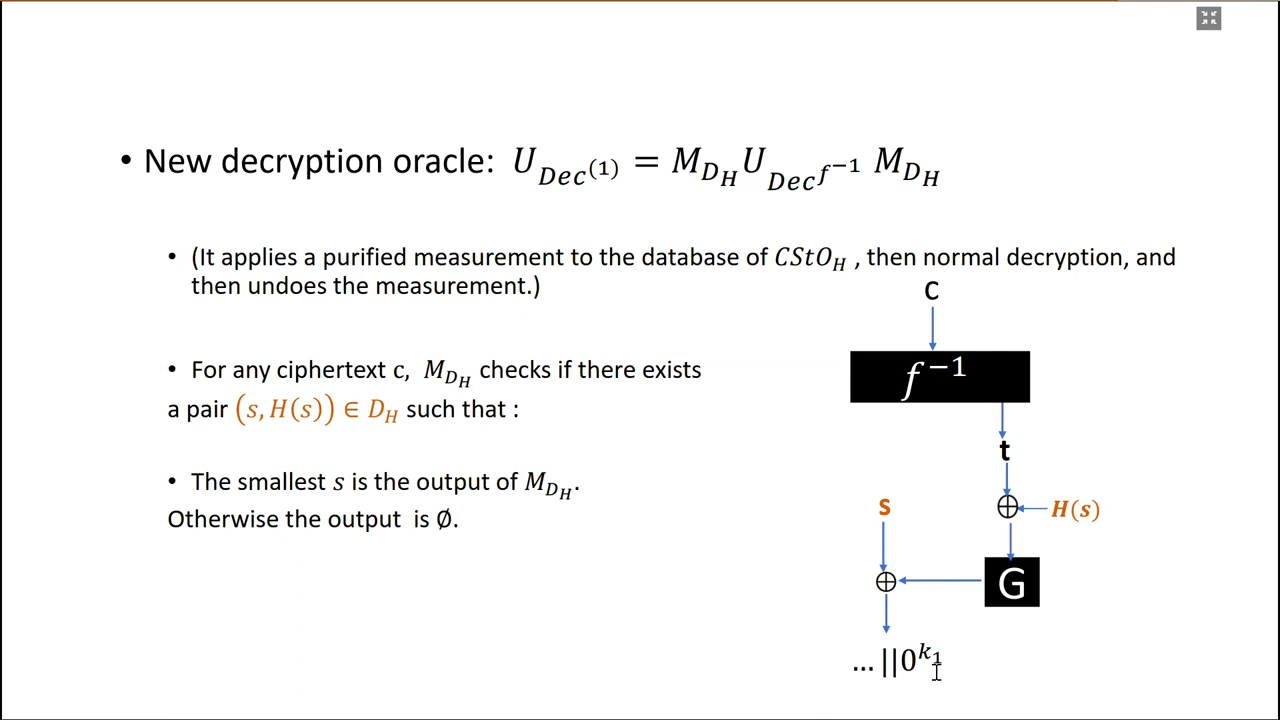 • New decryption oracle: U_{Dec^{(1)}} = M_{D_H} U_{Dec^{f^{-1}}} M_{D_H}
• (It applies a purified measurement to the database of CStO_H , then normal decryption, and
then undoes the measurement.)
c
f^{-1}
• For any ciphertext c, M_{D_H} checks if there exists
a pair (s, H(s)) ∈ D_H such that :
t
• The smallest s is the output of M_{D_H}.
Otherwise the output is ∅.
s
⊕ H(s)
⊕ G
... ||0^{k_1}